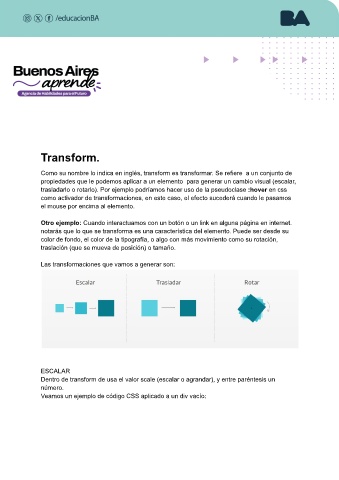 /educacionBA
BA
Buenos Aires
aprende
Agencia de Habilidades para el Futuro
Transform.
Como su nombre lo indica en inglés, transform es transformar. Se refiere a un conjunto de
propiedades que le podemos aplicar a un elemento para generar un cambio visual (escalar,
trasladarlo o rotarlo). Por ejemplo podríamos hacer uso de la pseudoclase :hover en css
como activador de transformaciones, en este caso, el efecto sucederá cuando le pasamos
el mouse por encima al elemento.
Otro ejemplo: Cuando interactuamos con un botón o un link en alguna página en internet.
notarás que lo que se transforma es una característica del elemento. Puede ser desde su
color de fondo, el color de la tipografía, o algo con más movimiento como su rotación,
traslación (que se mueva de posición) o tamaño.
Las transformaciones que vamos a generar son:
Escalar Trasladar Rotar
ESCALAR
Dentro de transform de usa el valor scale (escalar o agrandar), y entre paréntesis un
número.
Veamos un ejemplo de código CSS aplicado a un div vacío: